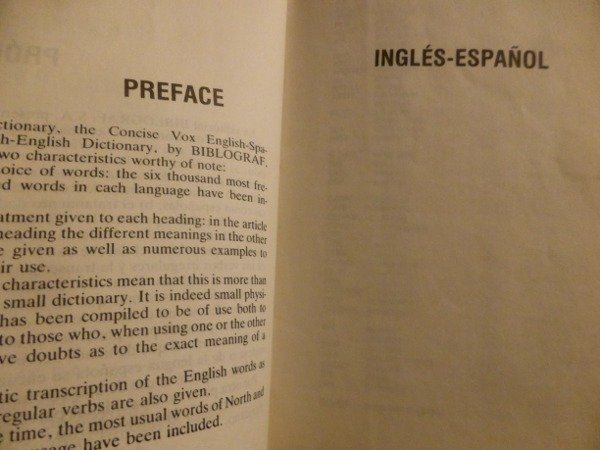 PREFACE
ctionary, the Concise Vox English-Spa-
h-English Dictionary, by BIBLOGRAF,
wo characteristics worthy of note:
oice of words: the six thousand most fre-
d words in each language have been in-
atment given to each heading: in the article
heading the different meanings in the other
e given as well as numerous examples to
ir use.
characteristics mean that this is more than
small dictionary. It is indeed small physi-
has been compiled to be of use both to
to those who, when using one or the other
ve doubts as to the exact meaning of a
tic transcription of the English words as
regular verbs are also given.
e time, the most usual words of North and
have been included.
INGLÉS-ESPAÑOL